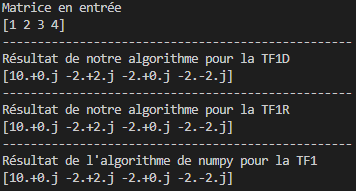 Matrice en entrée
[1 2 3 4]
--------------------------------------------------
Résultat de notre algorithme pour la TF1D
[10.+0.j -2.+2.j -2.+0.j -2.-2.j]
--------------------------------------------------
Résultat de notre algorithme pour la TF1R
[10.+0.j -2.+2.j -2.+0.j -2.-2.j]
--------------------------------------------------
Résultat de l'algorithme de numpy pour la TF1
[10.+0.j -2.+2.j -2.+0.j -2.-2.j]